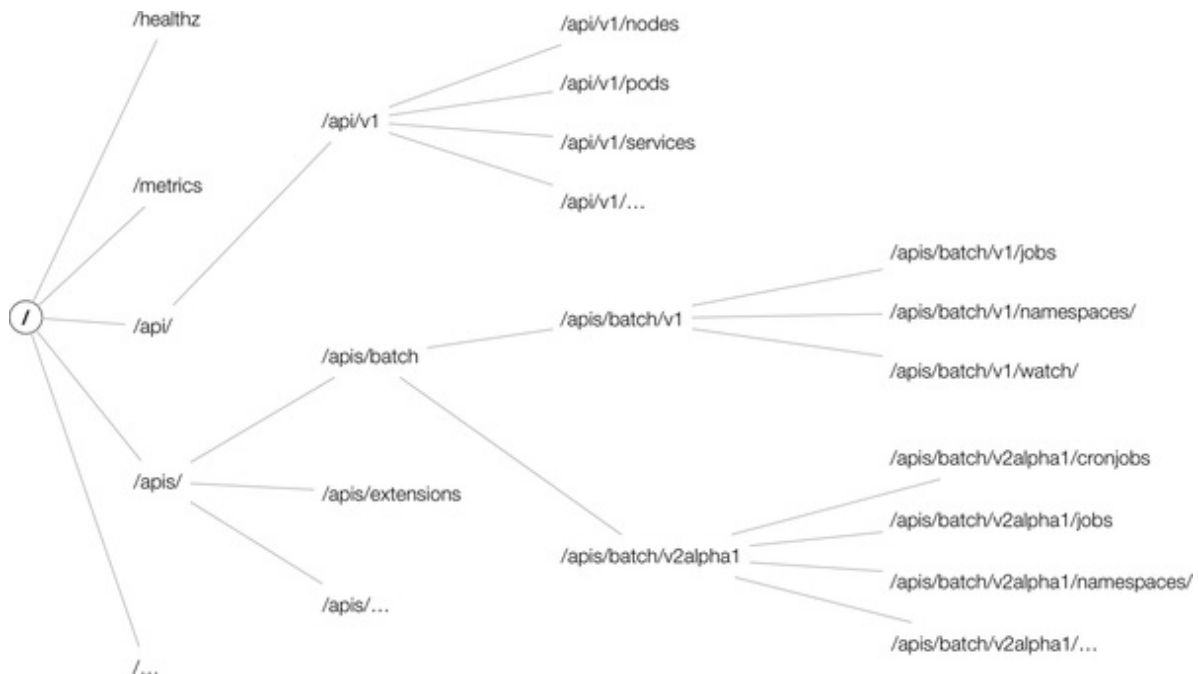 /healthz
/api/v1/nodes
/api/v1/pods
/api/v1
/api/v1/services
/metrics
/api/v1/...
/apis/batch/v1/jobs
/
/api/
/apis/batch/v1
/apis/batch/v1/namespaces/
/apis/batch
/apis/batch/v1/watch/
/apis/batch/v2alpha1/cronjobs
/apis/
/apis/extensions
/apis/batch/v2alpha1/jobs
/apis/batch/v2alpha1
/apis/batch/v2alpha1/namespaces/
/apis/...
/apis/batch/v2alpha1/...
/...